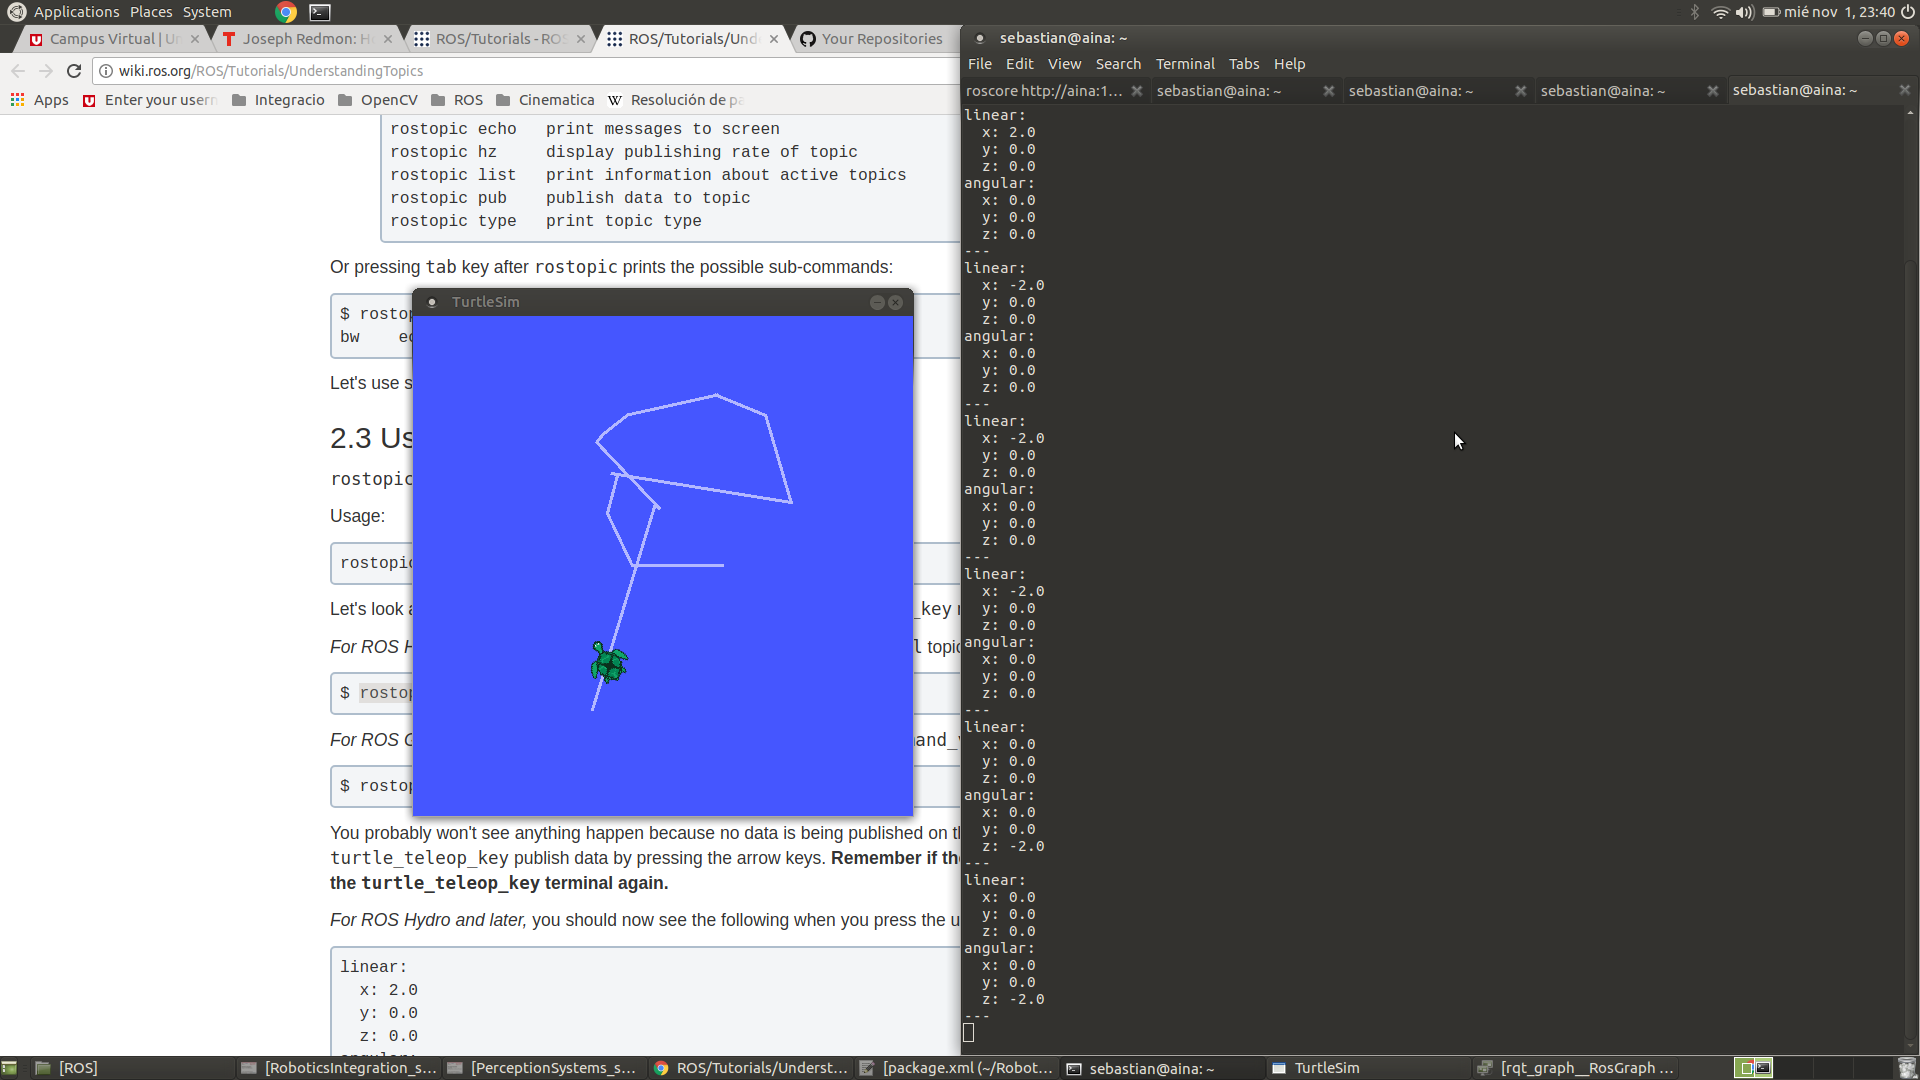 Applications Places System
mié nov 1, 23:40
Campus Virtual | Un
Joseph Redmon: H
ROS/Tutorials - ROS
ROS/Tutorials/Und
Your Repositories
wiki.ros.org/ROS/Tutorials/UnderstandingTopics
Apps Enter your usern Integracio OpenCV ROS Cinematica Resolución de pa
rostopic echo print messages to screen
rostopic hz display publishing rate of topic
rostopic list print information about active topics
rostopic pub publish data to topic
rostopic type print topic type
Or pressing tab key after rostopic prints the possible sub-commands:
$ rostop
bw ec
Let's use s
2.3 Us
rostopic
Usage:
rostopic
Let's look a
_key
For ROS H
l topic
$ rostop
For ROS G
mand_v
$ rostop
You probably won't see anything happen because no data is being published on th
turtle_teleop_key publish data by pressing the arrow keys. Remember if the
the turtle_teleop_key terminal again.
For ROS Hydro and later, you should now see the following when you press the u
linear:
x: 2.0
y: 0.0
z: 0.0
TurtleSim
sebastian@aina: ~
File Edit View Search Terminal Tabs Help
roscore http://aina:1... sebastian@aina: ~ sebastian@aina: ~ sebastian@aina: ~ sebastian@aina: ~
linear:
x: 2.0
y: 0.0
z: 0.0
angular:
x: 0.0
y: 0.0
z: 0.0
---
linear:
x: -2.0
y: 0.0
z: 0.0
angular:
x: 0.0
y: 0.0
z: 0.0
---
linear:
x: -2.0
y: 0.0
z: 0.0
angular:
x: 0.0
y: 0.0
z: 0.0
---
linear:
x: -2.0
y: 0.0
z: 0.0
angular:
x: 0.0
y: 0.0
z: 0.0
---
linear:
x: 0.0
y: 0.0
z: 0.0
angular:
x: 0.0
y: 0.0
z: -2.0
---
linear:
x: 0.0
y: 0.0
z: 0.0
angular:
x: 0.0
y: 0.0
z: -2.0
---
[ROS]
[RoboticsIntegration_s...
[PerceptionSystems_s...
ROS/Tutorials/Underst...
[package.xml (~/Robot...
sebastian@aina: ~
TurtleSim
[rqt_graph__RosGraph ...